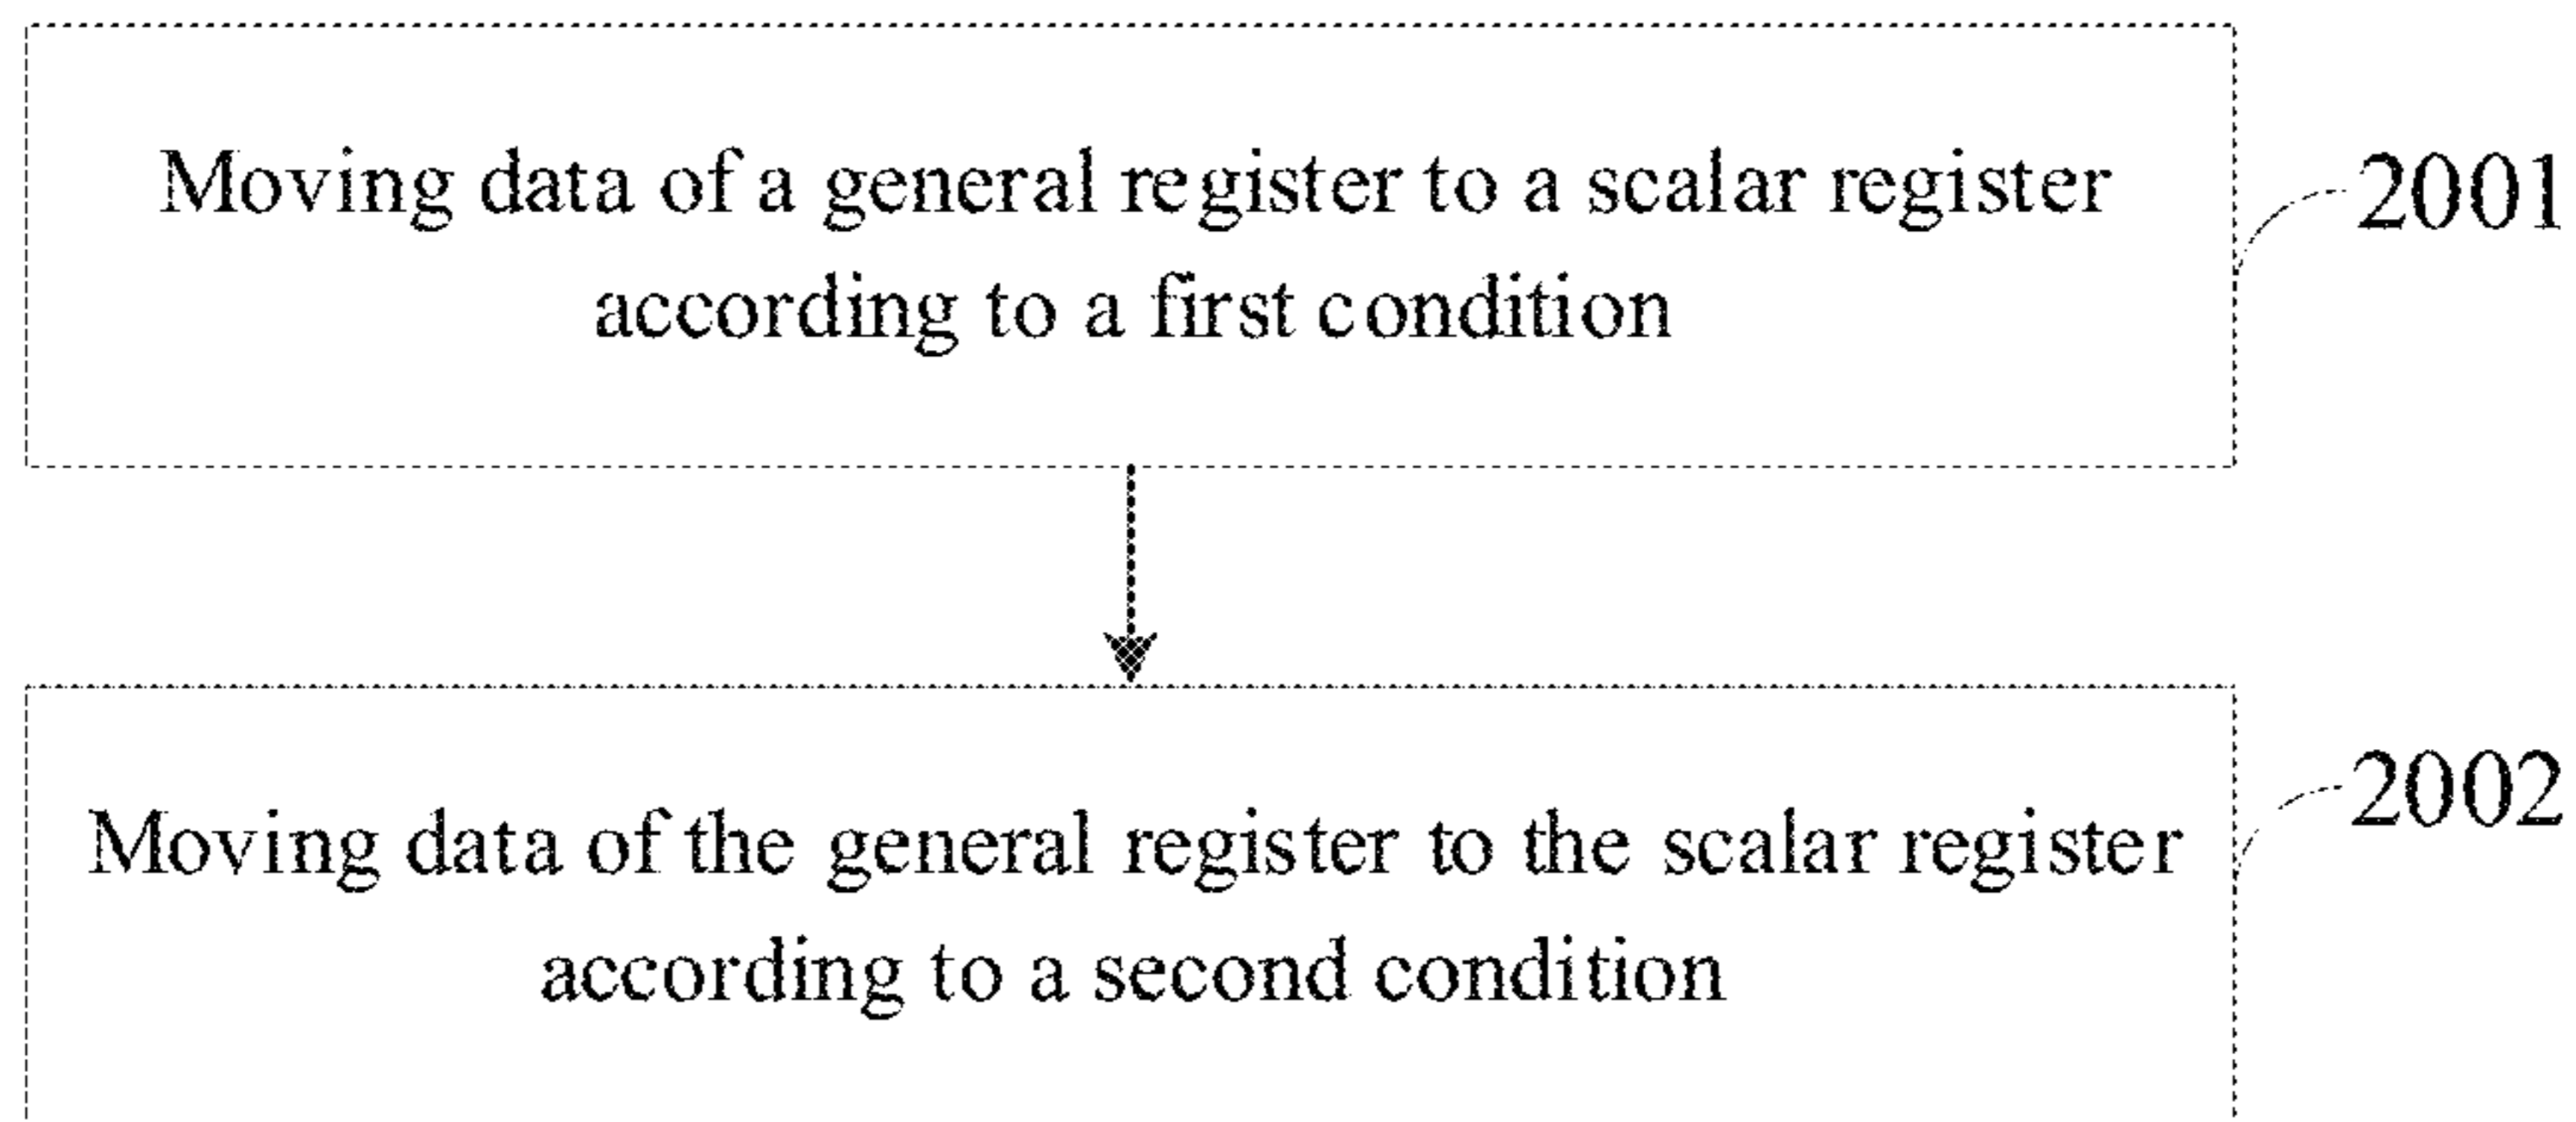 Moving data of a general register to a scalar register
according to a first condition
2001
Moving data of the general register to the scalar register
according to a second condition
2002